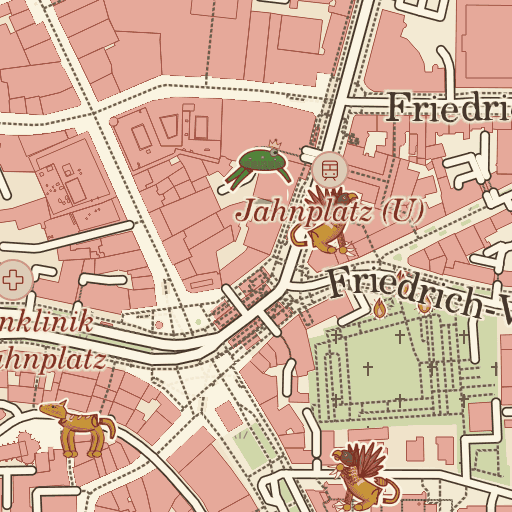 Friedric
Jahnplatz (U)
Friedrich-V
nklinik
ahnplatz